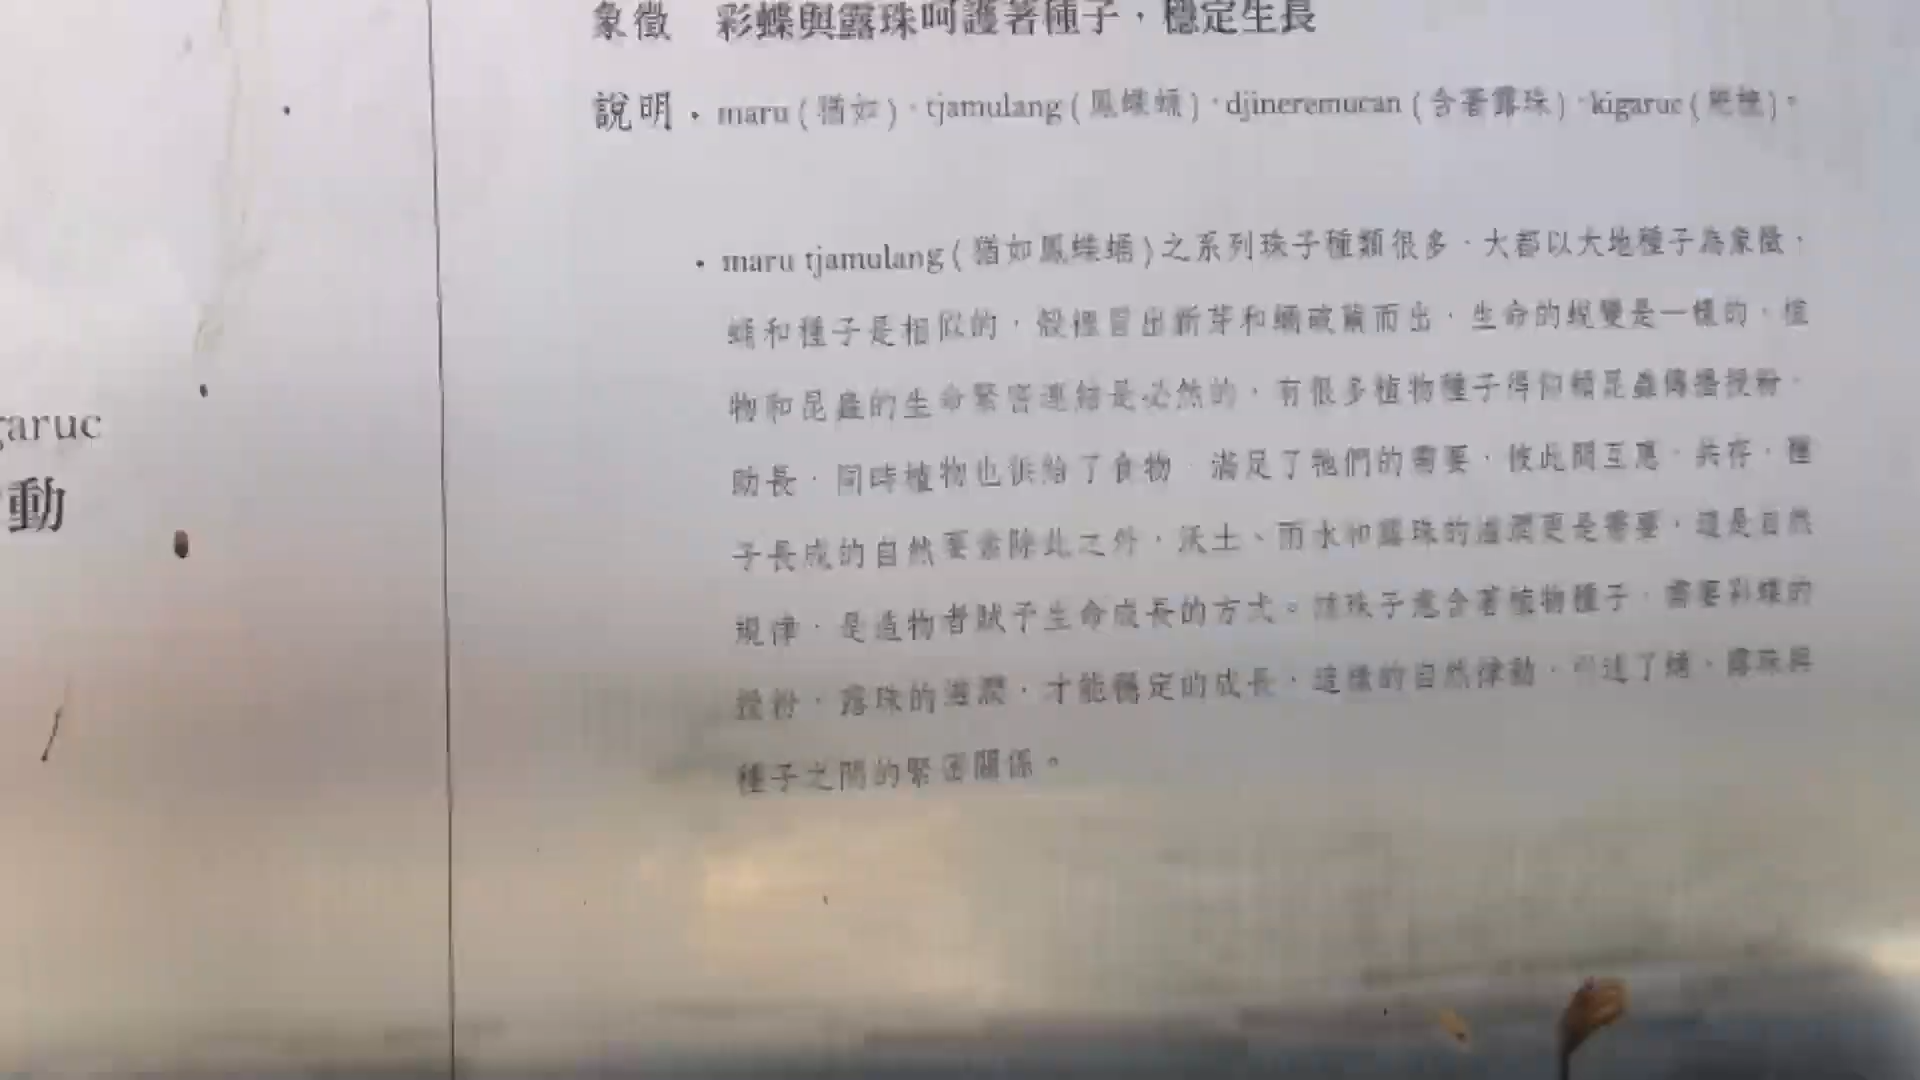 garuc
動
象徵 彩蝶與露珠呵護著種子,穩定生長
說明・maru(猶如)・tjamulang(鳳蝶蛹)・djineremucan(含著露珠)・kigaruc
・maru tjamulang(猶如鳳蝶蛹)之系列珠子種類很多,大都以大地種子為象徵,
蛹和種子是相似的,殼裡冒出新芽和蛹破繭而出,生命的蛻變是一樣的,植
物和昆蟲的生命緊密連結是必然的,有很多植物種子得仰賴昆蟲傳播授粉,
助長,同時植物也供給了食物,滿足了牠們的需要,彼此間互惠、共存,種
子長成的自然要素除此之外,沃土、雨水和露珠的滋潤更是需要,這是自然
規律,是造物者賦予生命成長的方式。該珠子意含著植物種子,需要彩蝶的
授粉,露珠的滋潤,才能穩定的成長,這樣的自然律動,引述了蛹、露珠與
種子之間的緊密關係。